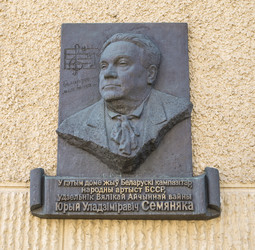 У гэтым доме жыў Беларускі кампазітар,
Народны артыст БССР,
удзельнік Вялікай Айчыннай вайны
Юрый Уладзіміравіч Семяняка